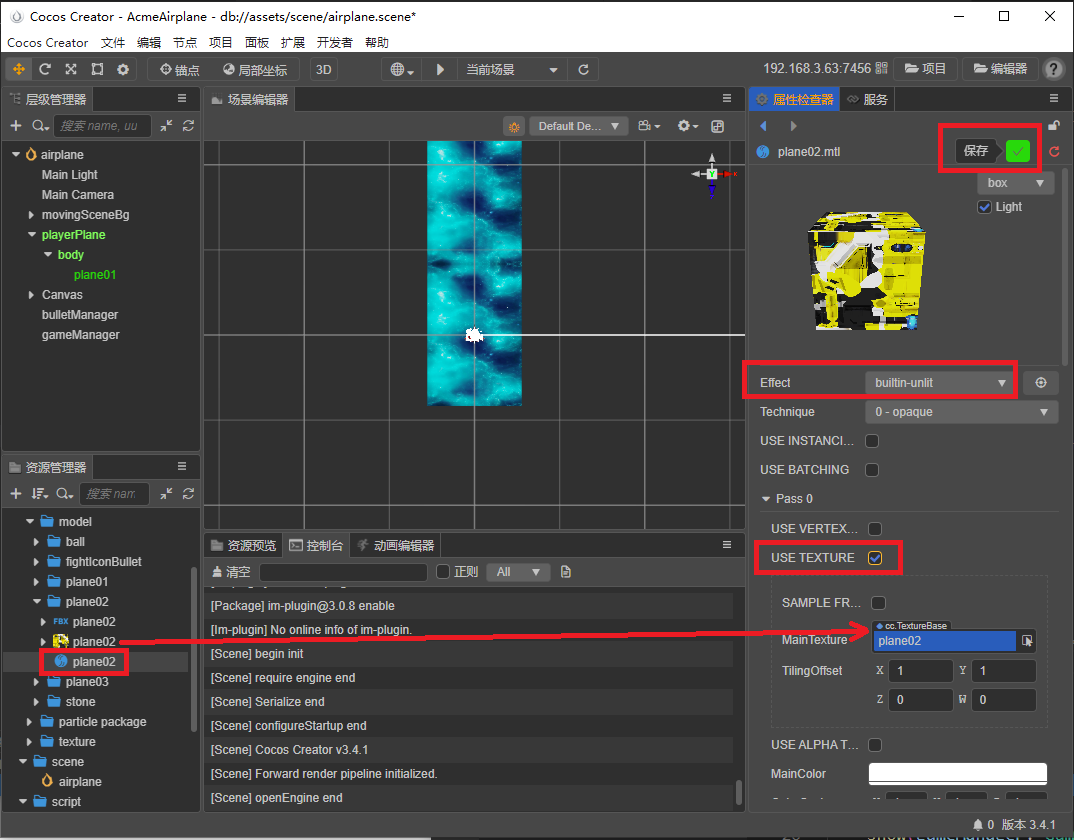 Cocos Creator - AcmeAirplane - db://assets/scene/airplane.scene*
Cocos Creator 文件 编辑 节点 项目 面板 扩展 开发者 帮助
锚点 局部坐标 3D 当前场景 192.168.3.63:7456 项目 编辑器 ?
层级管理器
搜索 name, uu
airplane
Main Light
Main Camera
movingSceneBg
playerPlane
body
plane01
Canvas
bulletManager
gameManager
资源管理器
搜索 nam
model
ball
fightIconBullet
plane01
plane02
FBX plane02
plane02
plane02
plane03
stone
particle package
texture
scene
airplane
script
场景编辑器
Default De...
Y
资源预览 控制台 动画编辑器
清空 正则 All
[Package] im-plugin@3.0.8 enable
[Im-plugin] No online info of im-plugin.
[Scene] begin init
[Scene] require engine end
[Scene] Serialize end
[Scene] configureStartup end
[Scene] Cocos Creator v3.4.1
[Scene] Forward render pipeline initialized.
[Scene] openEngine end
属性检查器 服务
plane02.mtl
保存
box
Light
Effect builtin-unlit
Technique 0 - opaque
USE INSTANCI...
USE BATCHING
Pass 0
USE VERTEX...
USE TEXTURE
SAMPLE FR...
cc.TextureBase
MainTexture plane02
TilingOffset X 1 Y 1
Z 0 W 0
USE ALPHA T...
MainColor
0 版本 3.4.1